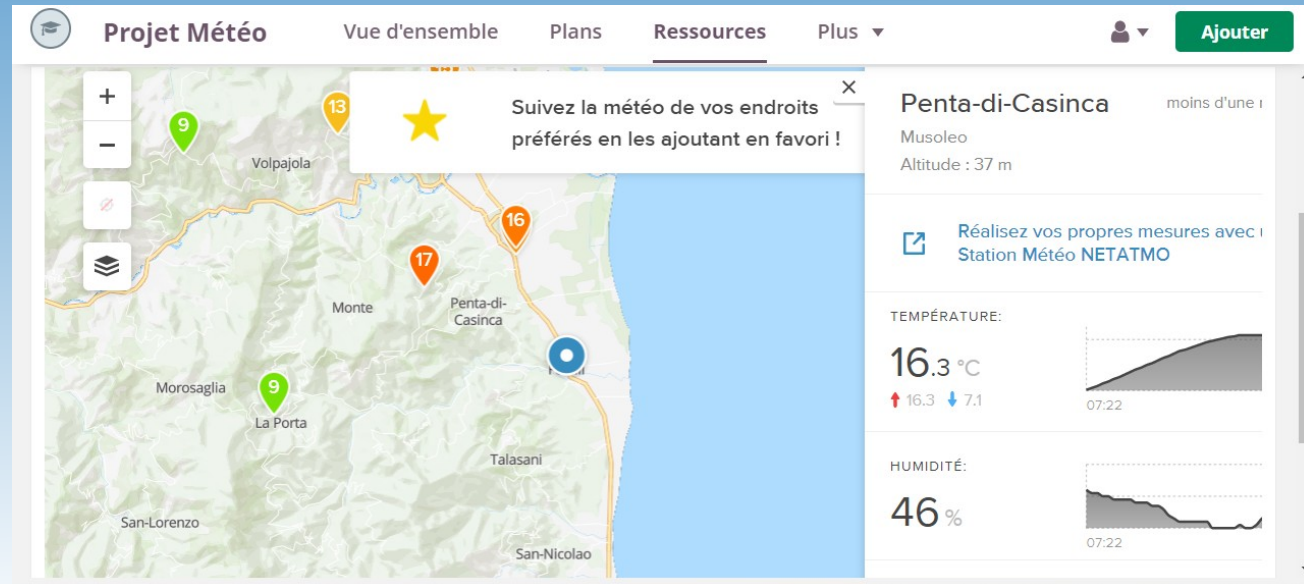 Projet Météo
Vue d'ensemble
Plans
Ressources
Plus
Ajouter
+
−
9
13
Volpajola
16
17
Monte
Penta-di-
Casinca
Morosaglia
9
La Porta
Talasani
San-Lorenzo
San-Nicolao
Suivez la météo de vos endroits
préférés en les ajoutant en favori !
Penta-di-Casinca
moins d'une
Musoleo
Altitude : 37 m
Réalisez vos propres mesures avec
Station Météo NETATMO
TEMPÉRATURE:
16.3 °C
16.3 7.1
07:22
HUMIDITÉ:
46 %
07:22